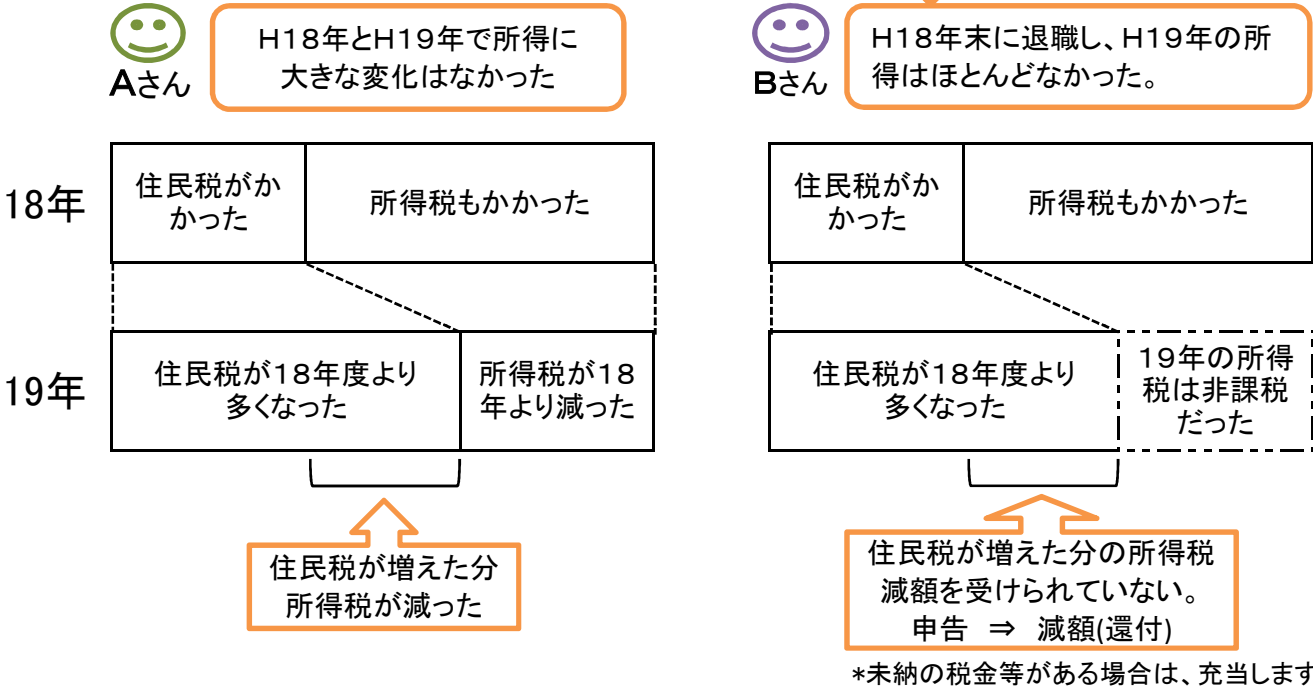 Aさん
H18年とH19年で所得に
大きな変化はなかった
Bさん
H18年末に退職し、H19年の所
得はほとんどなかった。
18年
住民税がか
かった
所得税もかかった
住民税がか
かった
所得税もかかった
19年
住民税が18年度より
多くなった
所得税が18
年より減った
住民税が18年度より
多くなった
19年の所得
税は非課税
だった
住民税が増えた分
所得税が減った
住民税が増えた分の所得税
減額を受けられていない。
申告 ⇒ 減額(還付)
*未納の税金等がある場合は、充当します